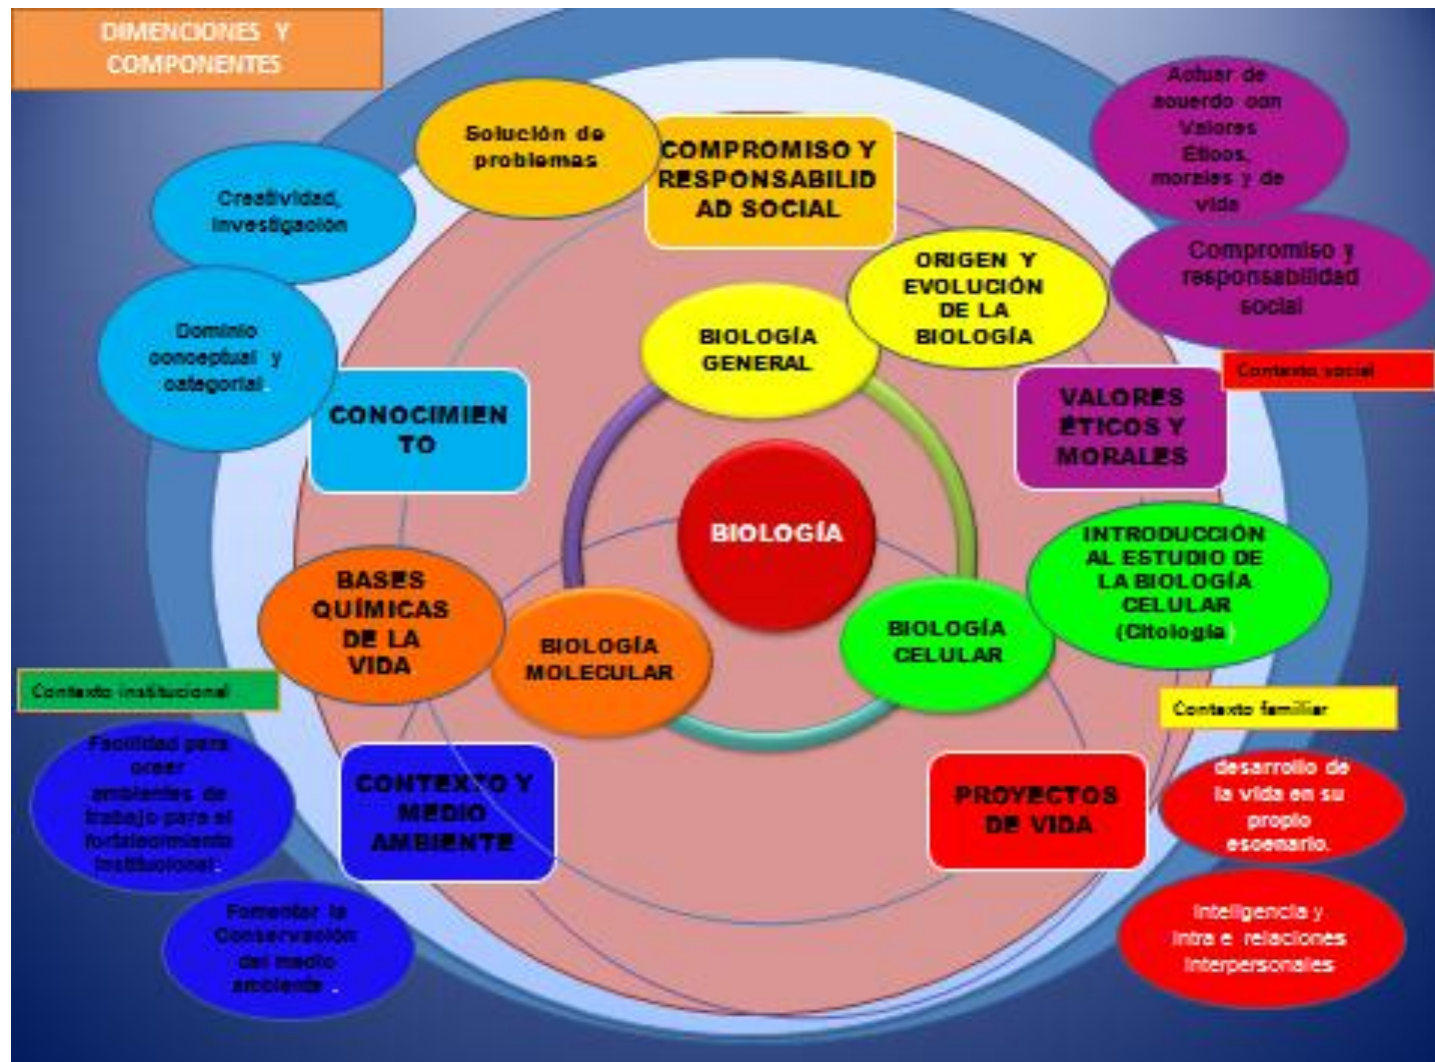 DIMENCIONES Y
COMPONENTES
Solución de
problemas
COMPROMISO Y
RESPONSABILID
AD SOCIAL
Actuar de
acuerdo con
Valores
Éticos,
morales y de
vida
Creatividad,
investigación
Compromiso y
responsabilidad
social
ORIGEN Y
EVOLUCIÓN
DE LA
BIOLOGÍA
BIOLOGÍA
GENERAL
Dominio
conceptual y
categorial.
Contexto social
CONOCIMIEN
TO
VALORES
ÉTICOS Y
MORALES
BIOLOGÍA
INTRODUCCIÓN
AL ESTUDIO DE
LA BIOLOGÍA
CELULAR
(Citología)
BASES
QUÍMICAS
DE LA
VIDA
BIOLOGÍA
MOLECULAR
BIOLOGÍA
CELULAR
Contexto institucional
Contexto familiar
Facilidad para
crear
ambientes de
trabajo para el
fortalecimiento
institucional.
CONTEXTO Y
MEDIO
AMBIENTE
PROYECTOS
DE VIDA
desarrollo de
la vida en su
propio
escenario.
Fomentar la
Conservación
del medio
ambiente .
Inteligencia y
intra e relaciones
interpersonales